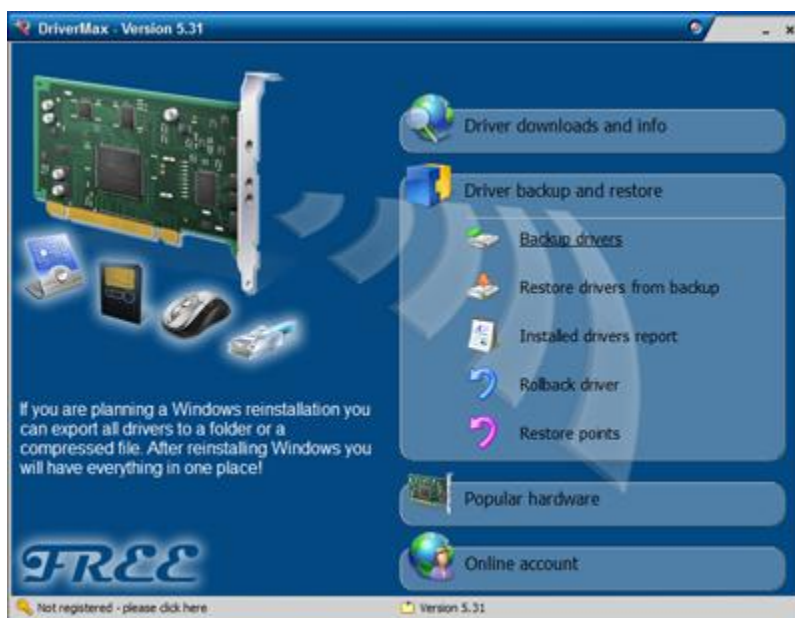 DriverMax - Version 5.31
Driver downloads and info
Driver backup and restore
Backup drivers
Restore drivers from backup
Installed drivers report
Rollback driver
Restore points
If you are planning a Windows reinstallation you
can export all drivers to a folder or a
compressed file. After reinstalling Windows you
will have everything in one place!
Popular hardware
Online account
FREE
Not registered - please click here
Version 5.31